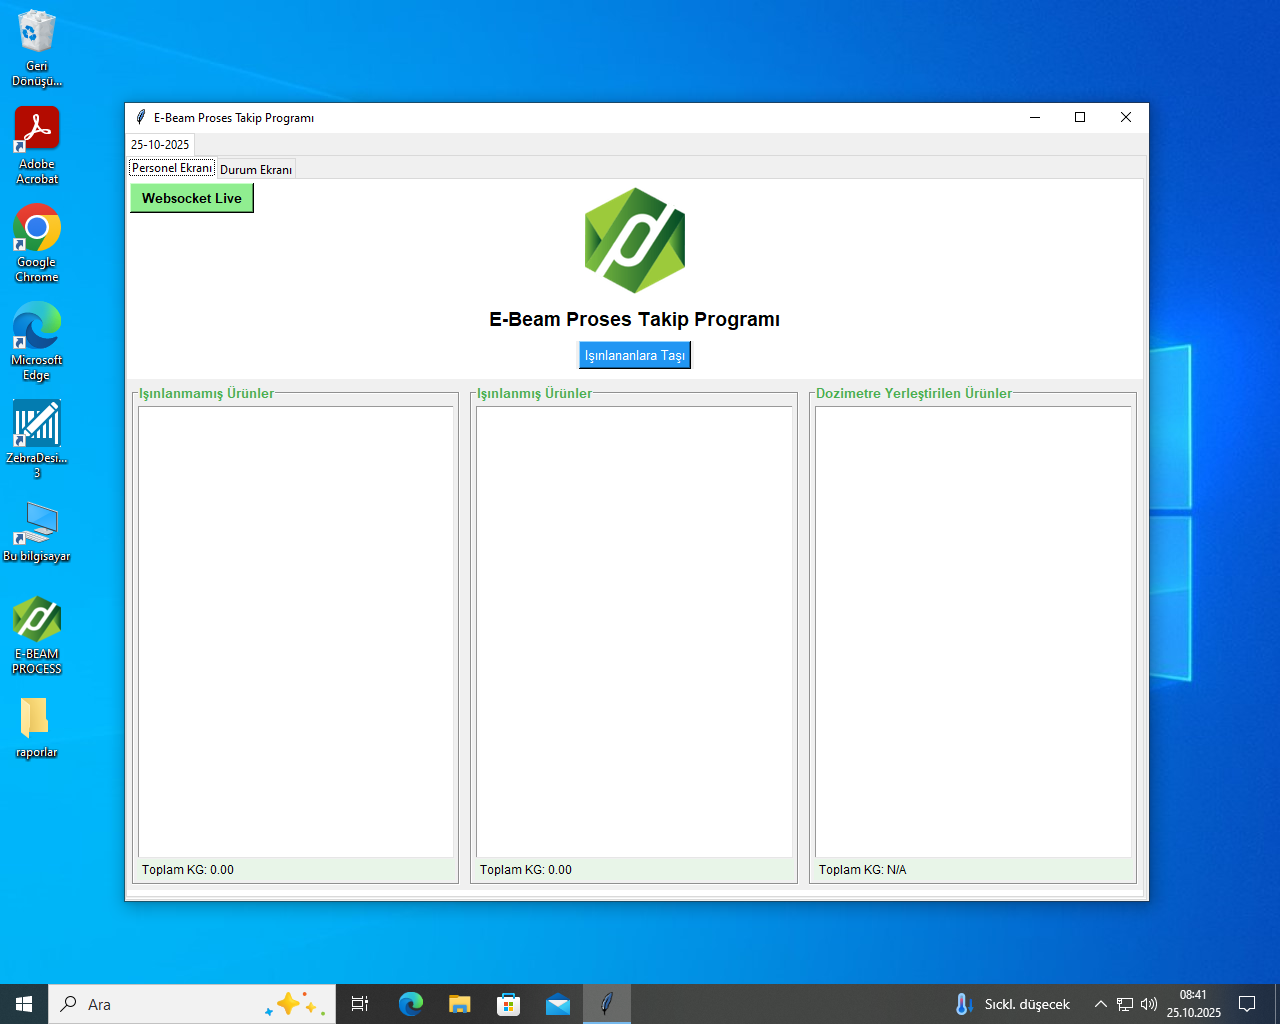 Geri
Dönüşü...
Adobe
Acrobat
Google
Chrome
Microsoft
Edge
ZebraDesi...
3
Bu bilgisayar
E-BEAM
PROCESS
raporlar
E-Beam Proses Takip Programı
25-10-2025
Personel Ekranı
Durum Ekranı
Websocket Live
E-Beam Proses Takip Programı
Işınlananlara Taşı
Işınlanmamış Ürünler
Işınlanmış Ürünler
Dozimetre Yerleştirilen Ürünler
Toplam KG: 0.00
Toplam KG: 0.00
Toplam KG: N/A
Ara
Sıckl. düşecek
08:41
25.10.2025